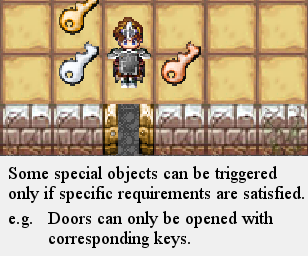 Some special objects can be triggered
only if specific requirements are satisfied.
e.g. Doors can only be opened with
corresponding keys.